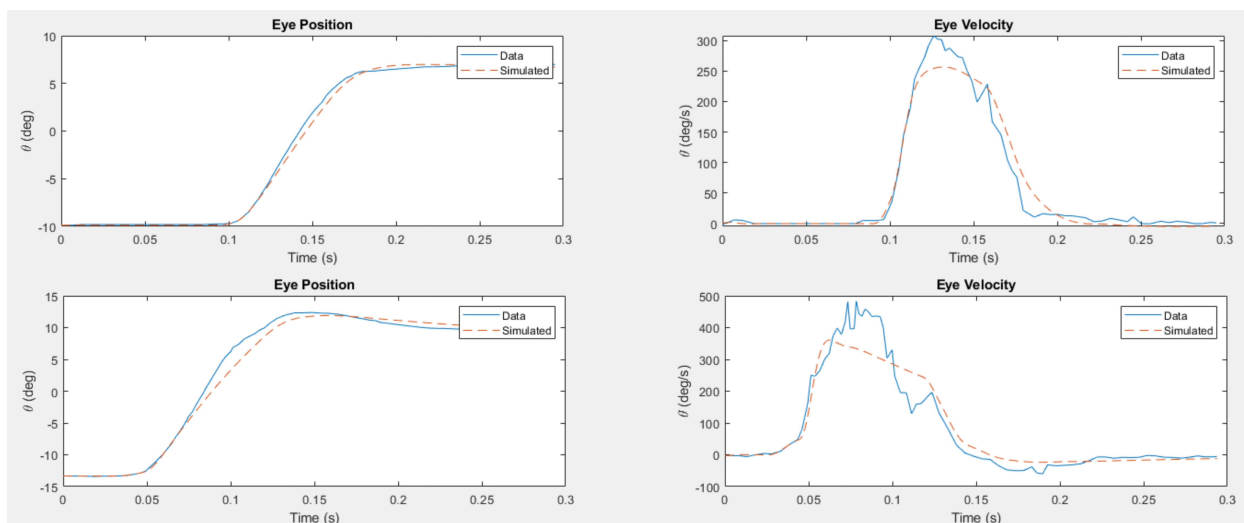 Eye Position
10
5
0
-5
-10
θ (deg)
0 0.05 0.1 0.15 0.2 0.25 0.3
Time (s)
Data
Simulated
Eye Velocity
300
250
200
150
100
50
0
θ (deg/s)
0 0.05 0.1 0.15 0.2 0.25 0.3
Time (s)
Data
Simulated
Eye Position
15
10
5
0
-5
-10
-15
θ (deg)
0 0.05 0.1 0.15 0.2 0.25 0.3
Time (s)
Data
Simulated
Eye Velocity
500
400
300
200
100
0
-100
θ (deg/s)
0 0.05 0.1 0.15 0.2 0.25 0.3
Time (s)
Data
Simulated